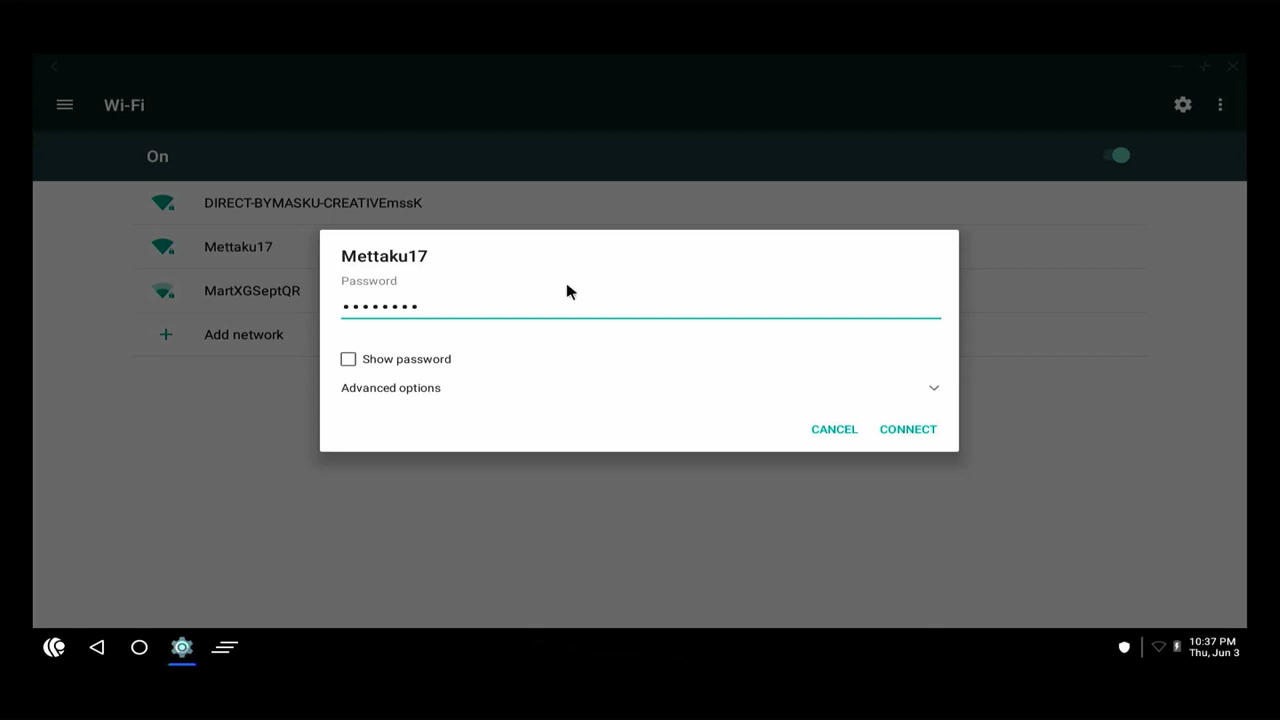 Wi-Fi
On
DIRECT-BYMASKU-CREATIVEmssK
Mettaku17
MartXGSeptQR
Add network
Mettaku17
Password
••••••••
Show password
Advanced options
CANCEL CONNECT
10:37 PM
Thu, Jun 3